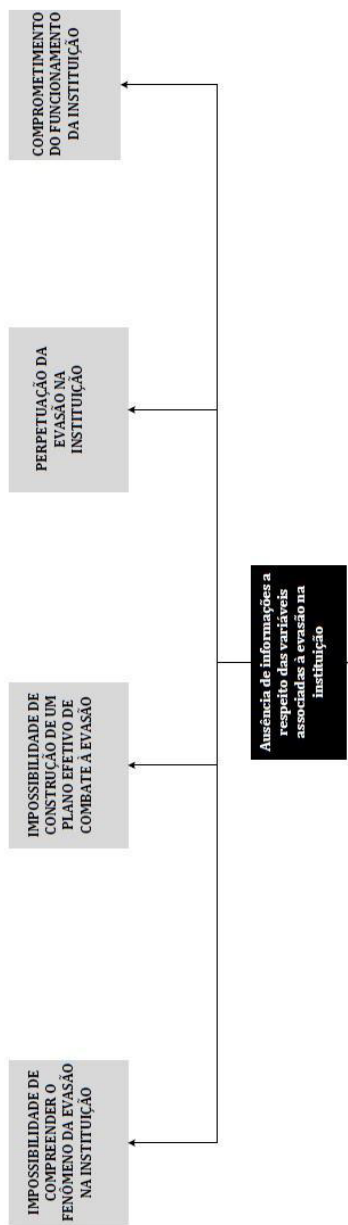 IMPOSSIBILIDADE DE
COMPREENDER O
FENÔMENO DA EVASÃO
NA INSTITUIÇÃO
IMPOSSIBILIDADE DE
CONSTRUÇÃO DE UM
PLANO EFETIVO DE
COMBATE À EVASÃO
PERPETUAÇÃO DA
EVASÃO NA
INSTITUIÇÃO
COMPROMETIMENTO
DO FUNCIONAMENTO
DA INSTITUIÇÃO
Ausência de informações a
respeito das variáveis
associadas à evasão na
instituição